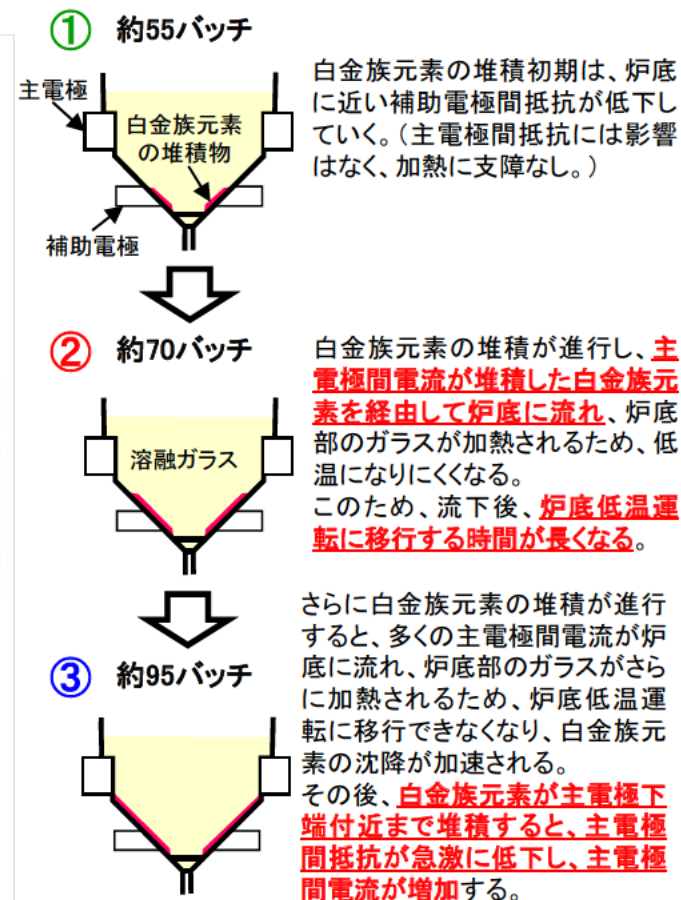 ① 約55バッチ
主電極
白金族元素
の堆積物
補助電極
白金族元素の堆積初期は、炉底
に近い補助電極間抵抗が低下し
ていく。（主電極間抵抗には影響
はなく、加熱に支障なし。）
② 約70バッチ
溶融ガラス
白金族元素の堆積が進行し、主
電極間電流が堆積した白金族元
素を経由して炉底に流れ、炉底
部のガラスが加熱されるため、低
温になりにくくなる。
このため、流下後、炉底低温運
転に移行する時間が長くなる。
③ 約95バッチ
さらに白金族元素の堆積が進行
すると、多くの主電極間電流が炉
底に流れ、炉底部のガラスがさら
に加熱されるため、炉底低温運
転に移行できなくなり、白金族元
素の沈降が加速される。
その後、白金族元素が主電極下
端付近まで堆積すると、主電極
間抵抗が急激に低下し、主電極
間電流が増加する。